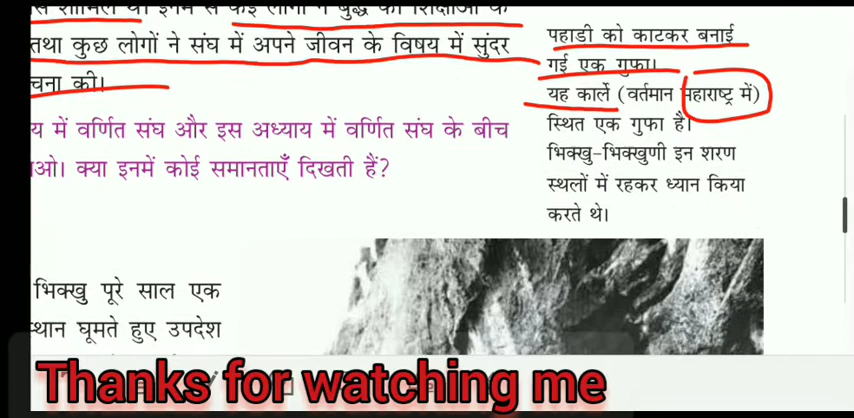 कई लोगों ने बुद्ध की शिक्षाओं के
तथा कुछ लोगों ने संघ में अपने जीवन के विषय में सुंदर
चना की।
य में वर्णित संघ और इस अध्याय में वर्णित संघ के बीच
ओ। क्या इनमें कोई समानताएँ दिखती हैं?
पहाड़ी को काटकर बनाई
गई एक गुफा।
यह कार्ले (वर्तमान महाराष्ट्र में)
स्थित एक गुफा है।
भिक्खु-भिक्खुणी इन शरण
स्थलों में रहकर ध्यान किया
करते थे।
भिक्खु पूरे साल एक
स्थान घूमते हुए उपदेश
Thanks for watching me